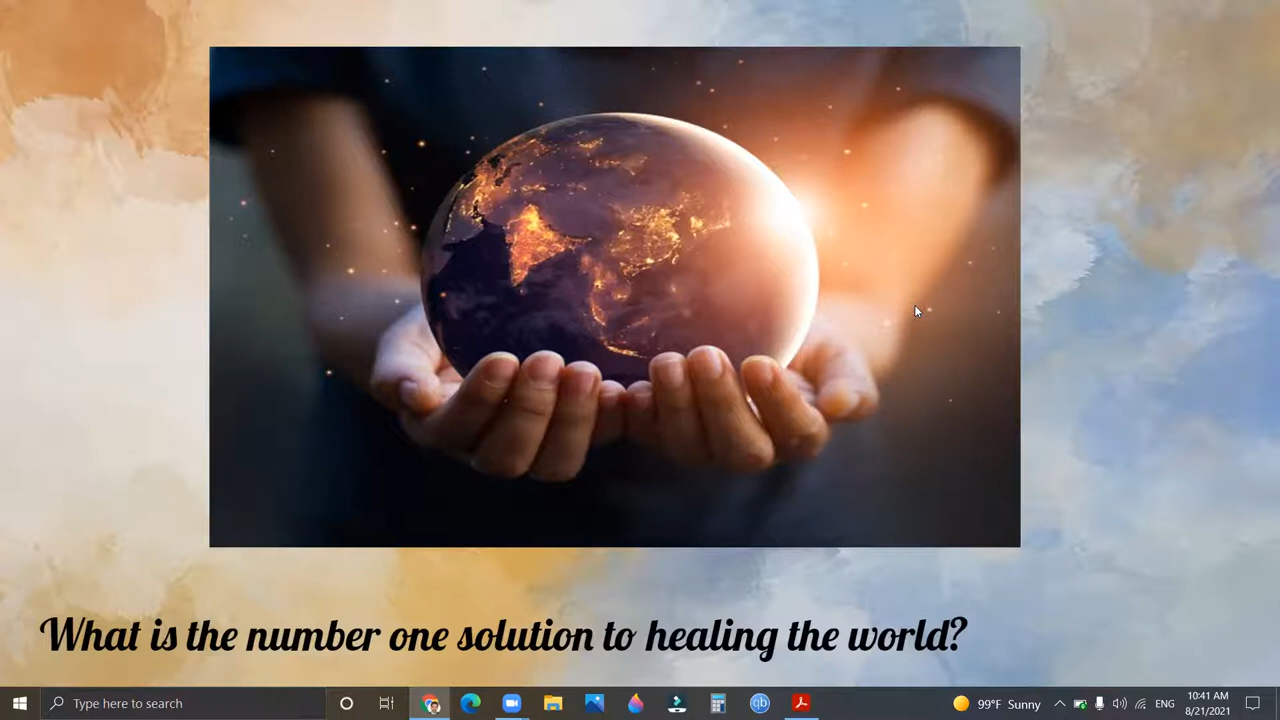 What is the number one solution to healing the world?
Type here to search
qb
99°F Sunny
ENG
10:41 AM
8/21/2021